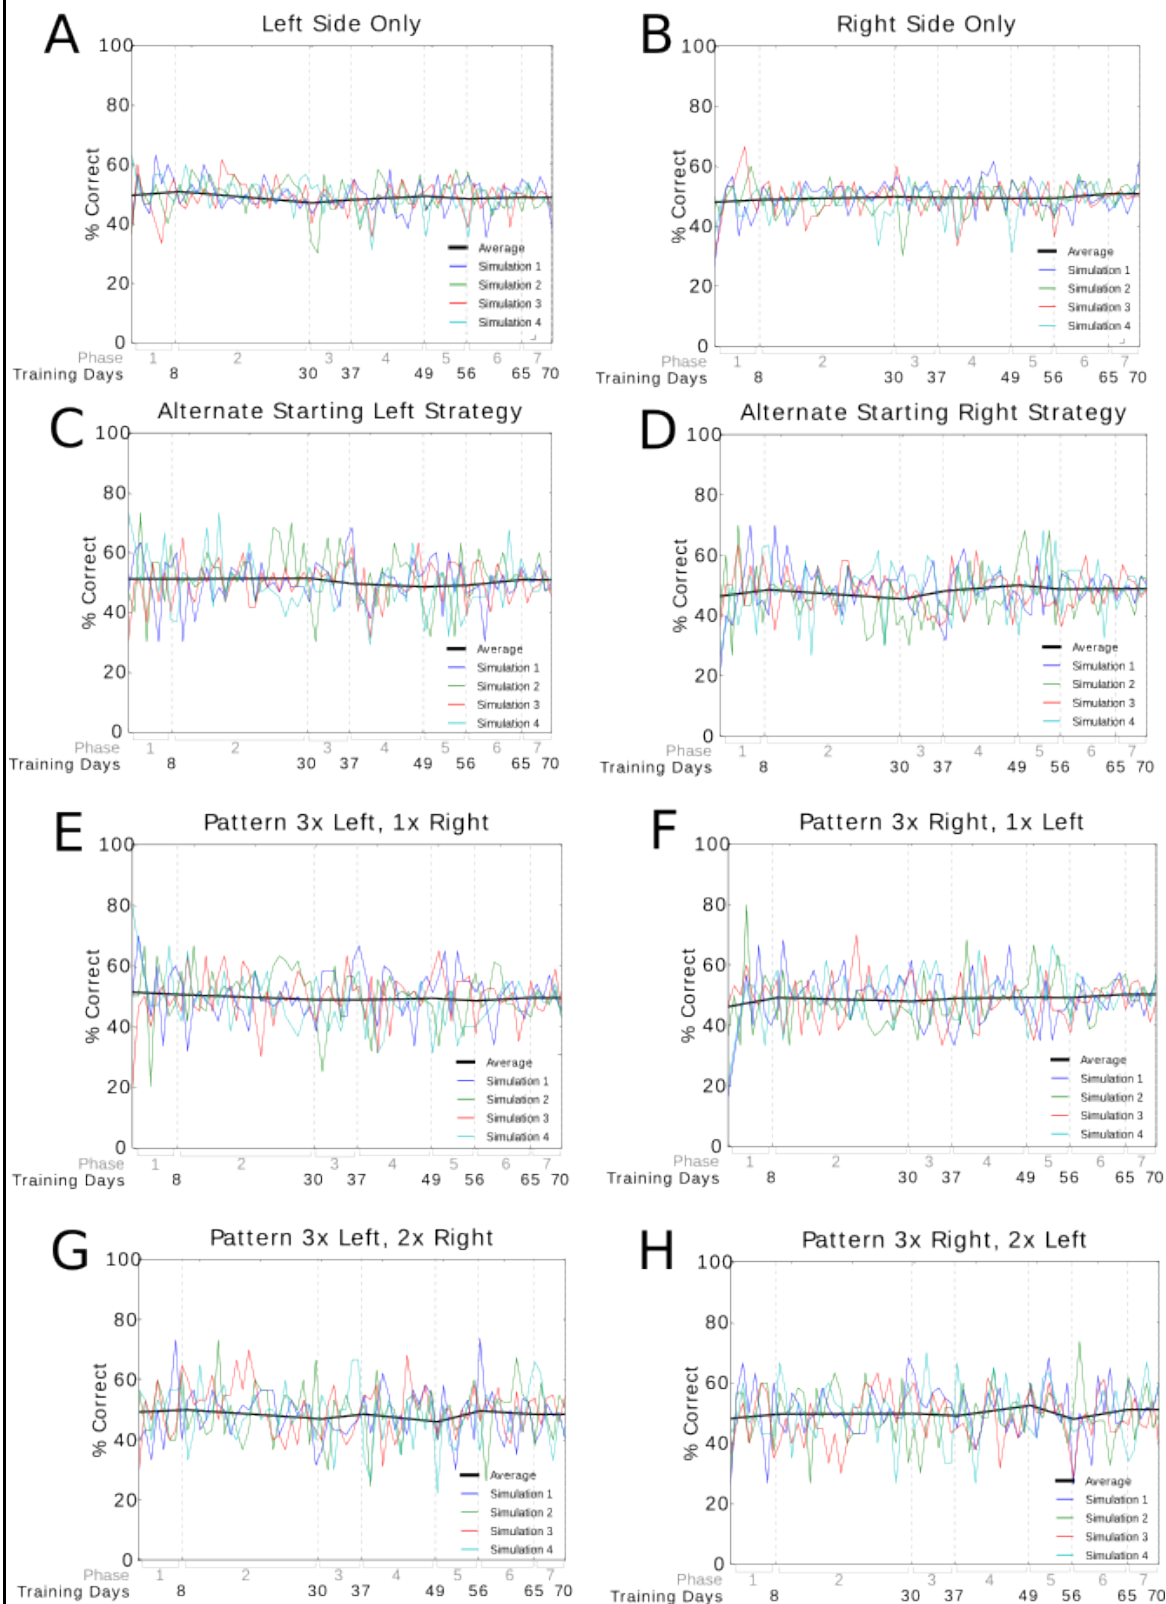 A
Left Side Only
100
80
60
40
20
0
% Correct
Average
Simulation 1
Simulation 2
Simulation 3
Simulation 4
Phase 1 2 3 4 5 6 7
Training Days 8 30 37 49 56 65 70
B
Right Side Only
100
80
60
40
20
0
% Correct
Average
Simulation 1
Simulation 2
Simulation 3
Simulation 4
Phase 1 2 3 4 5 6 7
Training Days 8 30 37 49 56 65 70
C
Alternate Starting Left Strategy
100
80
60
40
20
0
% Correct
Average
Simulation 1
Simulation 2
Simulation 3
Simulation 4
Phase 1 2 3 4 5 6 7
Training Days 8 30 37 49 56 65 70
D
Alternate Starting Right Strategy
100
80
60
40
20
0
% Correct
Average
Simulation 1
Simulation 2
Simulation 3
Simulation 4
Phase 1 2 3 4 5 6 7
Training Days 8 30 37 49 56 65 70
E
Pattern 3x Left, 1x Right
100
80
60
40
20
0
% Correct
Average
Simulation 1
Simulation 2
Simulation 3
Simulation 4
Phase 1 2 3 4 5 6 7
Training Days 8 30 37 49 56 65 70
F
Pattern 3x Right, 1x Left
100
80
60
40
20
0
% Correct
Average
Simulation 1
Simulation 2
Simulation 3
Simulation 4
Phase 1 2 3 4 5 6 7
Training Days 8 30 37 49 56 65 70
G
Pattern 3x Left, 2x Right
100
80
60
40
20
0
% Correct
Average
Simulation 1
Simulation 2
Simulation 3
Simulation 4
Phase 1 2 3 4 5 6 7
Training Days 8 30 37 49 56 65 70
H
Pattern 3x Right, 2x Left
100
80
60
40
20
0
% Correct
Average
Simulation 1
Simulation 2
Simulation 3
Simulation 4
Phase 1 2 3 4 5 6 7
Training Days 8 30 37 49 56 65 70